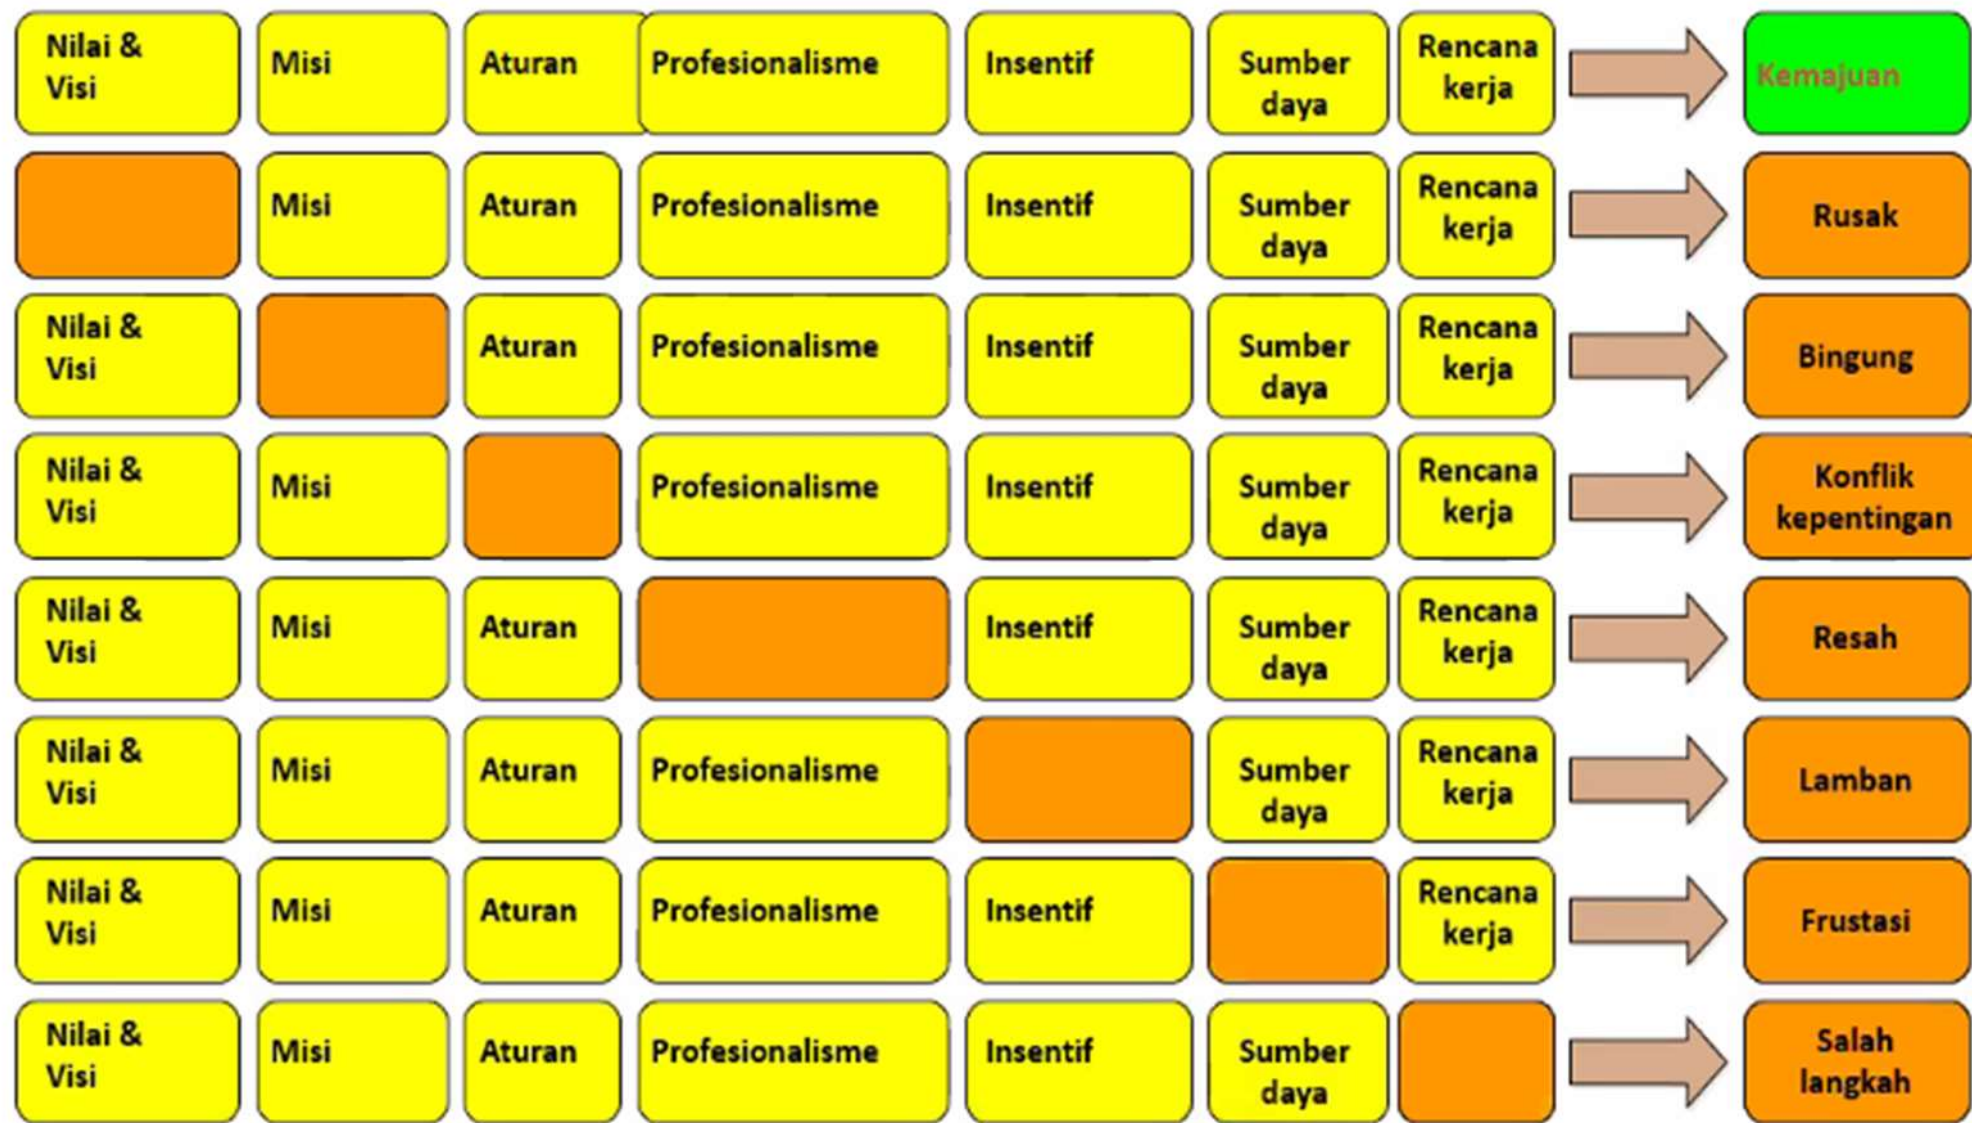 Nilai &
Visi
Misi
Aturan
Profesionalisme
Insentif
Sumber
daya
Rencana
kerja
Kemajuan
Misi
Aturan
Profesionalisme
Insentif
Sumber
daya
Rencana
kerja
Rusak
Nilai &
Visi
Aturan
Profesionalisme
Insentif
Sumber
daya
Rencana
kerja
Bingung
Nilai &
Visi
Misi
Profesionalisme
Insentif
Sumber
daya
Rencana
kerja
Konflik
kepentingan
Nilai &
Visi
Misi
Aturan
Insentif
Sumber
daya
Rencana
kerja
Resah
Nilai &
Visi
Misi
Aturan
Profesionalisme
Sumber
daya
Rencana
kerja
Lamban
Nilai &
Visi
Misi
Aturan
Profesionalisme
Insentif
Rencana
kerja
Frustasi
Nilai &
Visi
Misi
Aturan
Profesionalisme
Insentif
Sumber
daya
Salah
langkah